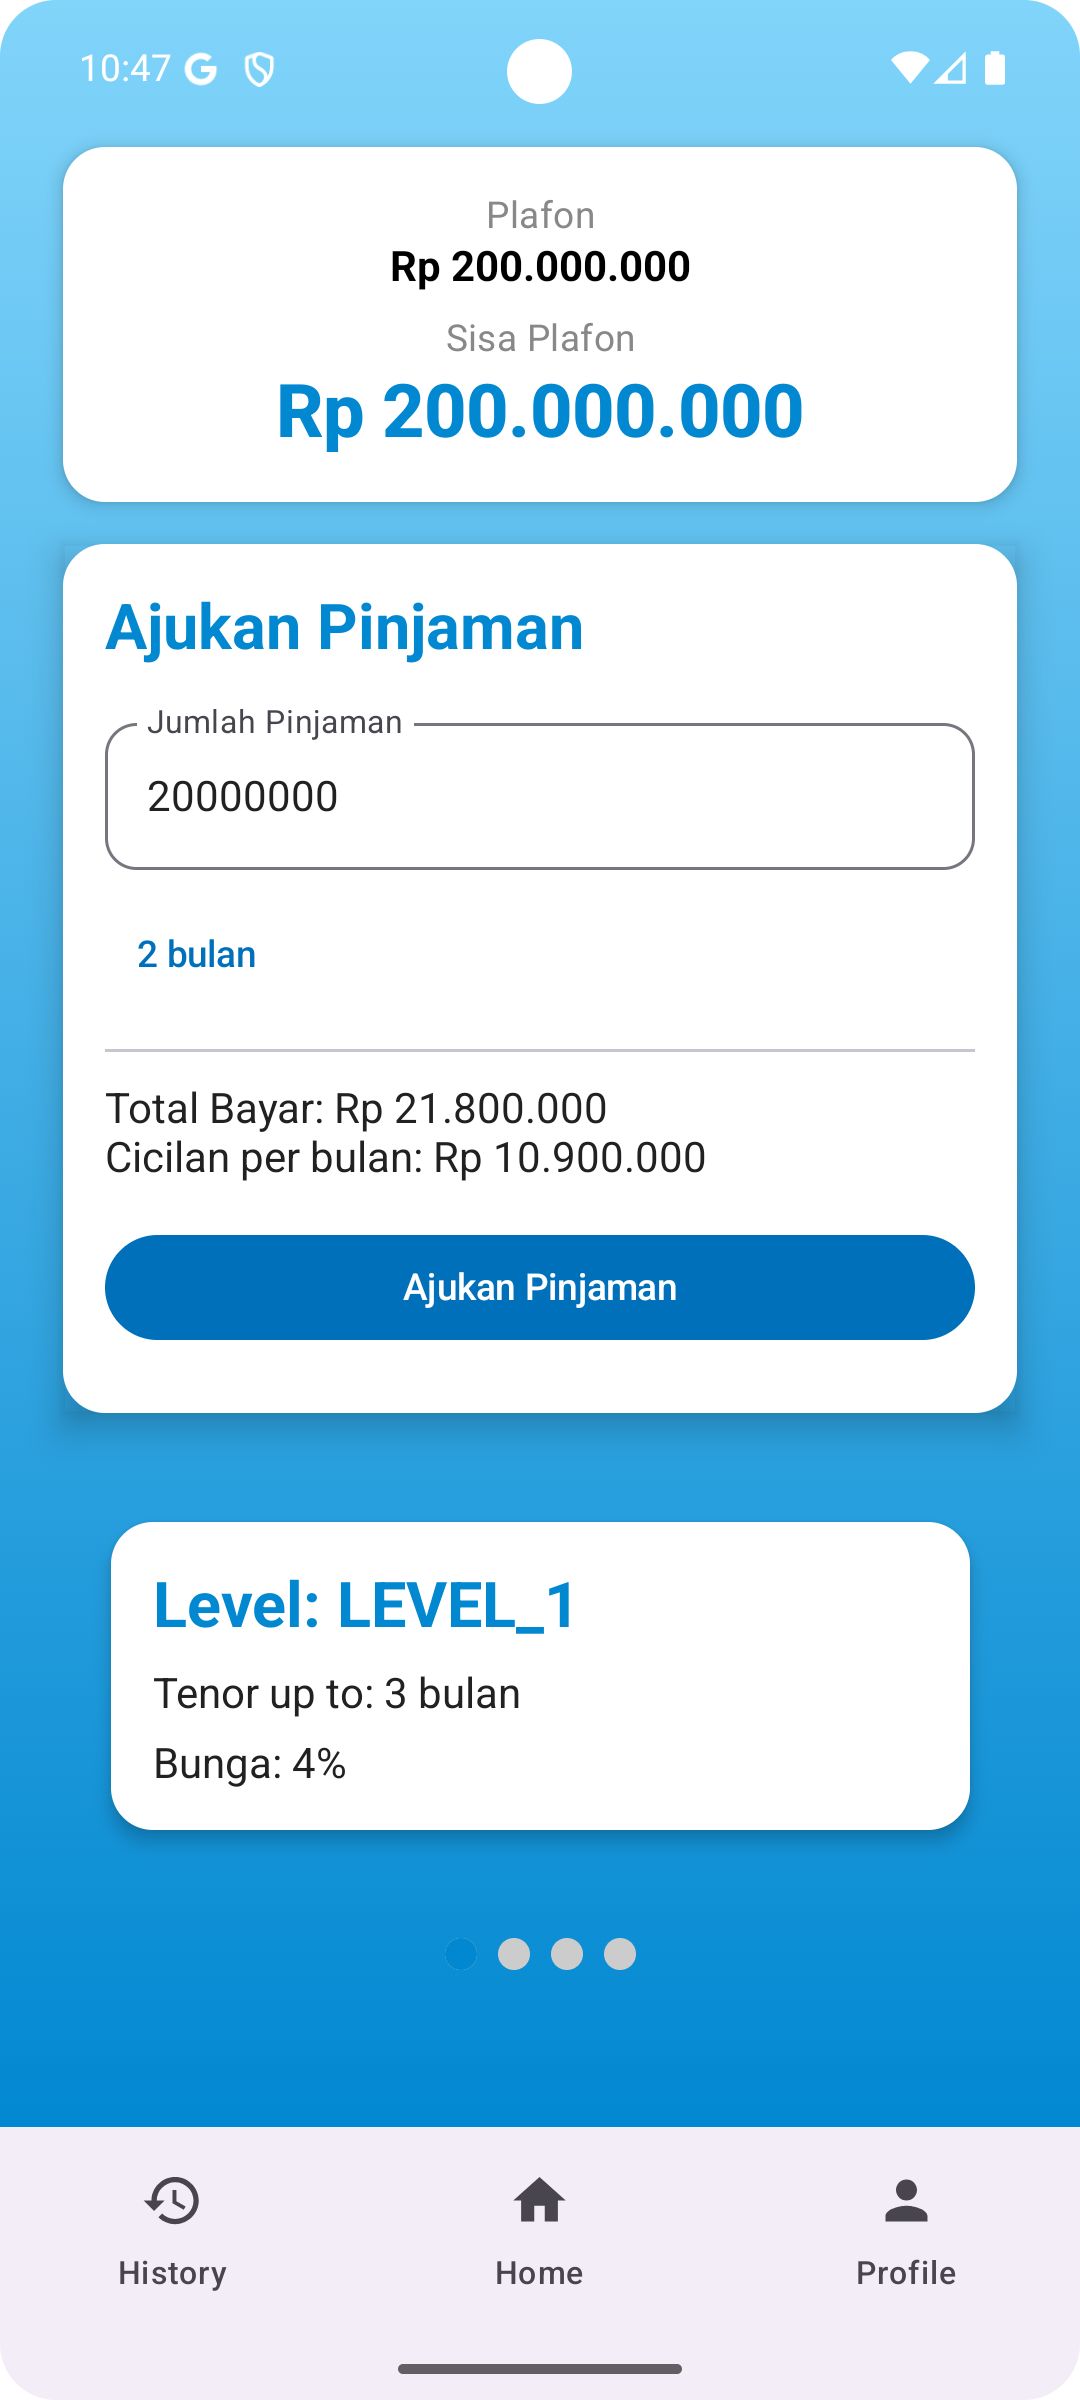 10:47
Plafon
Rp 200.000.000
Sisa Plafon
Rp 200.000.000
Ajukan Pinjaman
Jumlah Pinjaman
20000000
2 bulan
Total Bayar: Rp 21.800.000
Cicilan per bulan: Rp 10.900.000
Ajukan Pinjaman
Level: LEVEL_1
Tenor up to: 3 bulan
Bunga: 4%
History
Home
Profile